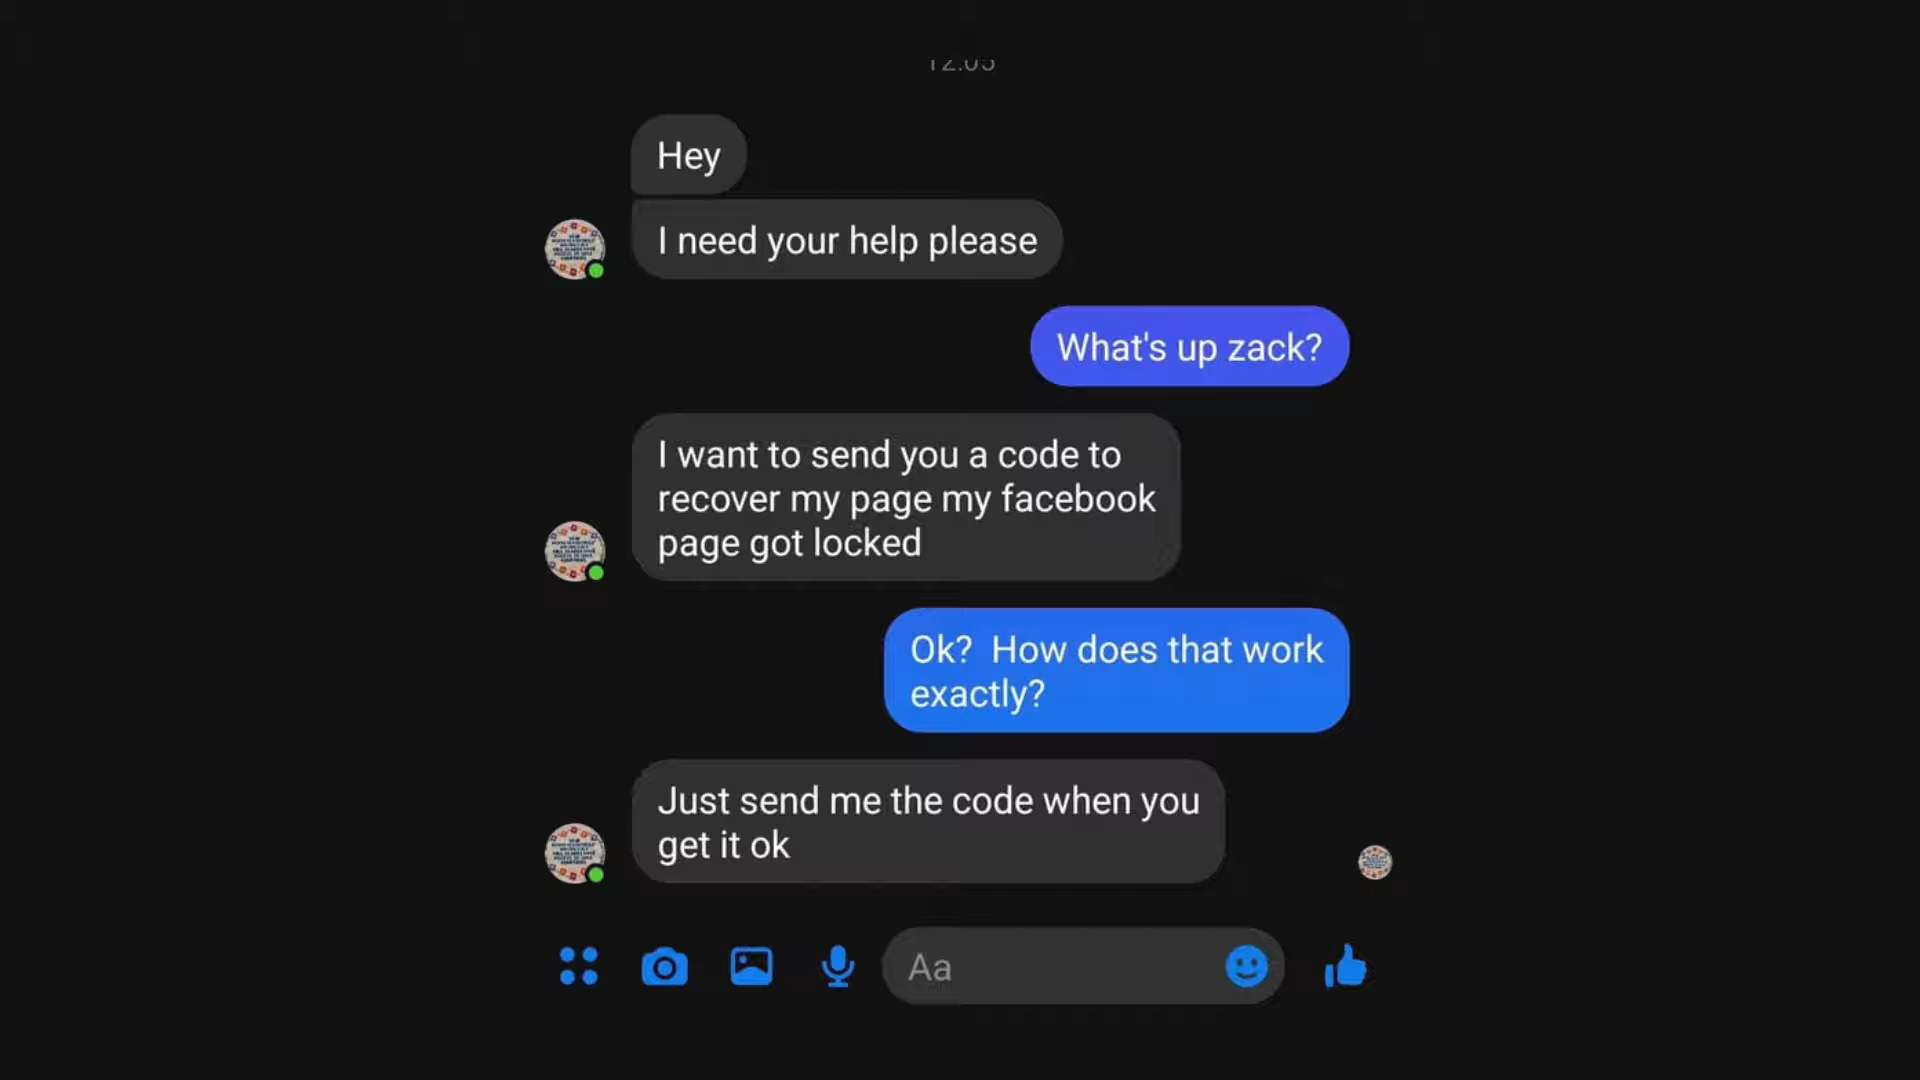 Hey
I need your help please
What's up zack?
I want to send you a code to
recover my page my facebook
page got locked
Ok?  How does that work
exactly?
Just send me the code when you
get it ok
Aa